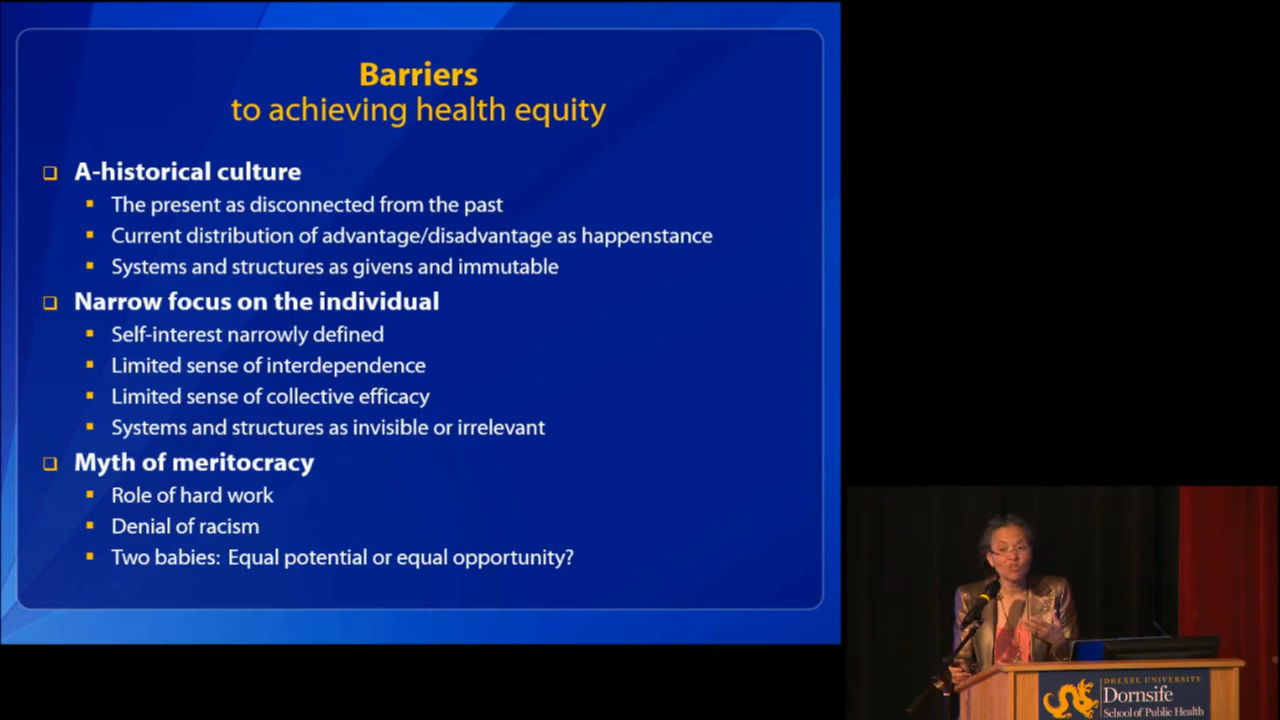 Barriers
to achieving health equity
A-historical culture
The present as disconnected from the past
Current distribution of advantage/disadvantage as happenstance
Systems and structures as givens and immutable
Narrow focus on the individual
Self-interest narrowly defined
Limited sense of interdependence
Limited sense of collective efficacy
Systems and structures as invisible or irrelevant
Myth of meritocracy
Role of hard work
Denial of racism
Two babies: Equal potential or equal opportunity?
DREXEL UNIVERSITY
Dornsife
School of Public Health